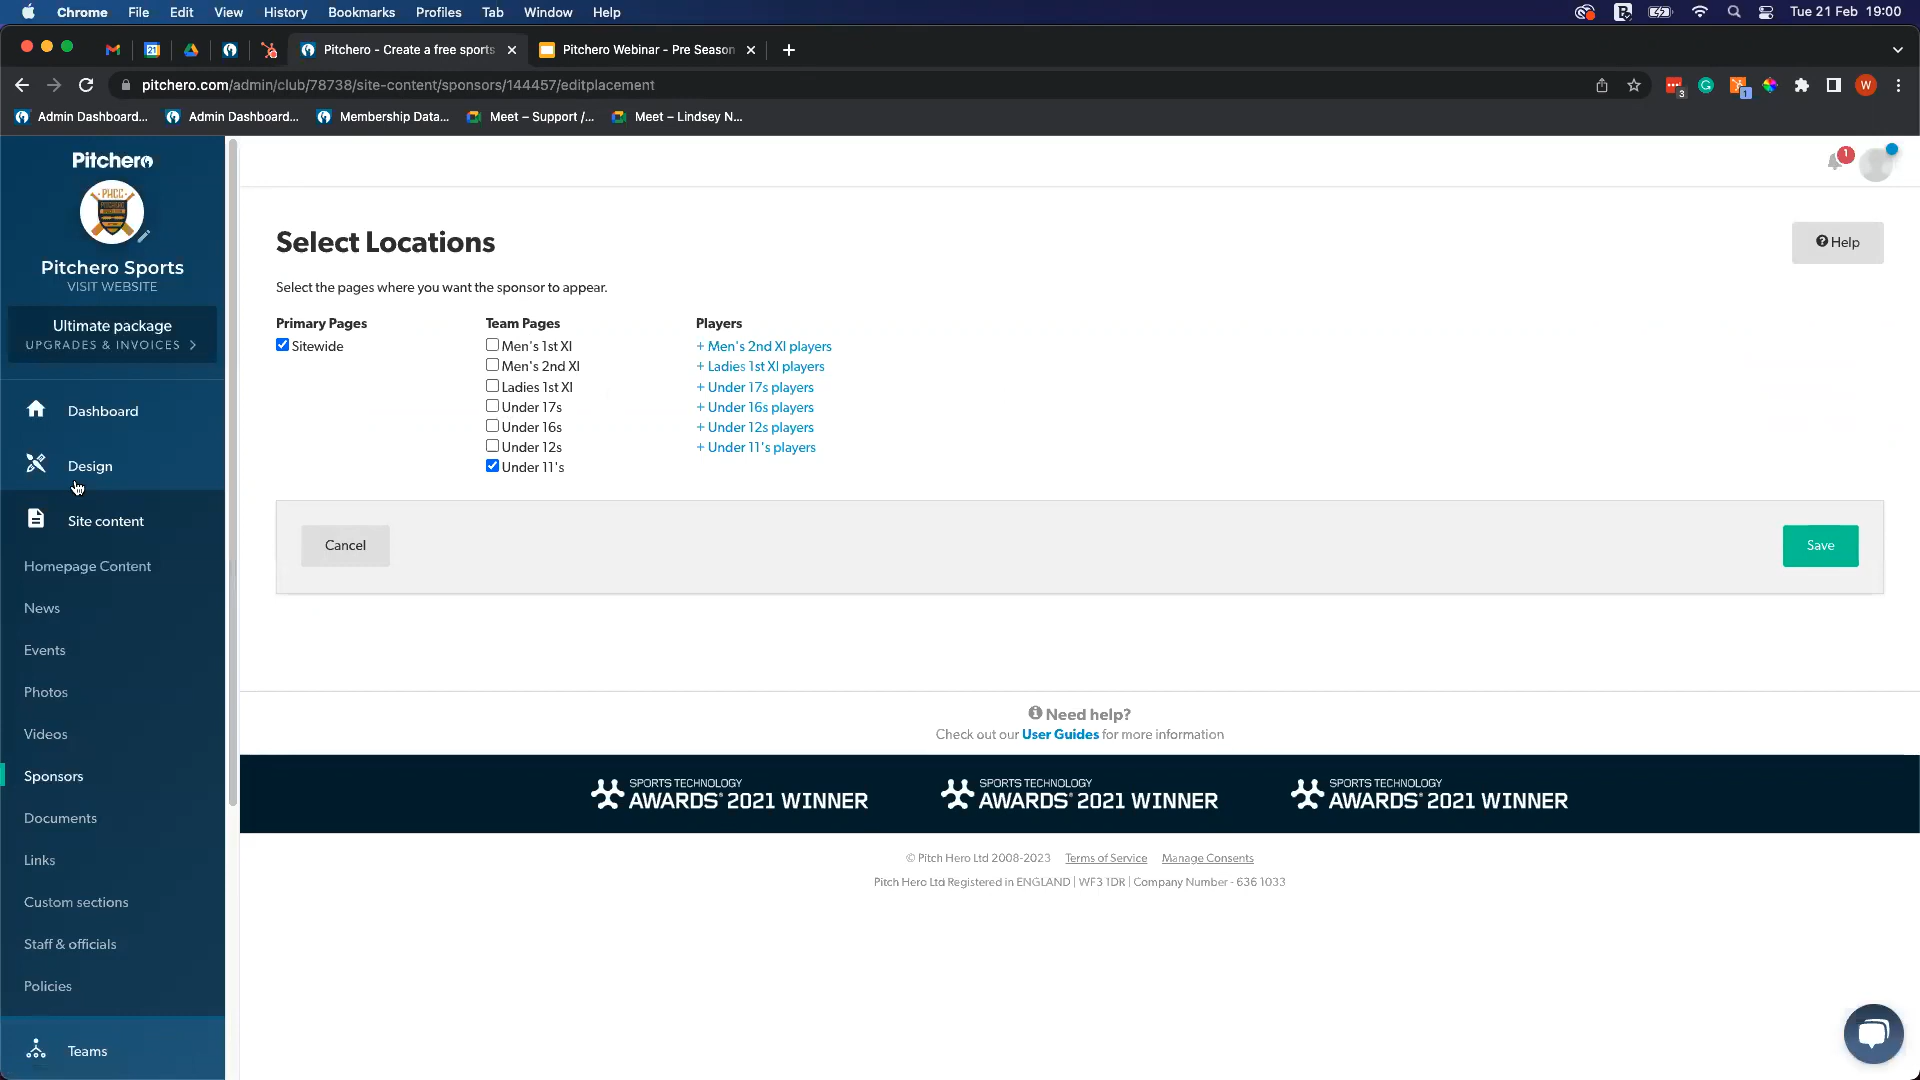 Chrome File Edit View History Bookmarks Profiles Tab Window Help Tue 21 Feb 19:00
Pitchero - Create a free sports Pitchero Webinar - Pre Season
pitchero.com/admin/club/78738/site-content/sponsors/144457/editplacement 3 1 W
Admin Dashboard... Admin Dashboard... Membership Data... Meet – Support /... Meet – Lindsey N...
Pitchero
PHCC
Pitchero Sports
VISIT WEBSITE
Ultimate package
UPGRADES & INVOICES
Dashboard
Design
Site content
Homepage Content
News
Events
Photos
Videos
Sponsors
Documents
Links
Custom sections
Staff & officials
Policies
Teams
1
Select Locations
Help
Select the pages where you want the sponsor to appear.
Primary Pages
Sitewide
Team Pages
Men's 1st XI
Men's 2nd XI
Ladies 1st XI
Under 17s
Under 16s
Under 12s
Under 11's
Players
+ Men's 2nd XI players
+ Ladies 1st XI players
+ Under 17s players
+ Under 16s players
+ Under 12s players
+ Under 11's players
Cancel
Save
Need help?
Check out our User Guides for more information
SPORTS TECHNOLOGY
AWARDS 2021 WINNER
SPORTS TECHNOLOGY
AWARDS 2021 WINNER
SPORTS TECHNOLOGY
AWARDS 2021 WINNER
© Pitch Hero Ltd 2008-2023 Terms of Service Manage Consents
Pitch Hero Ltd Registered in ENGLAND | WF3 1DR | Company Number - 636 1033